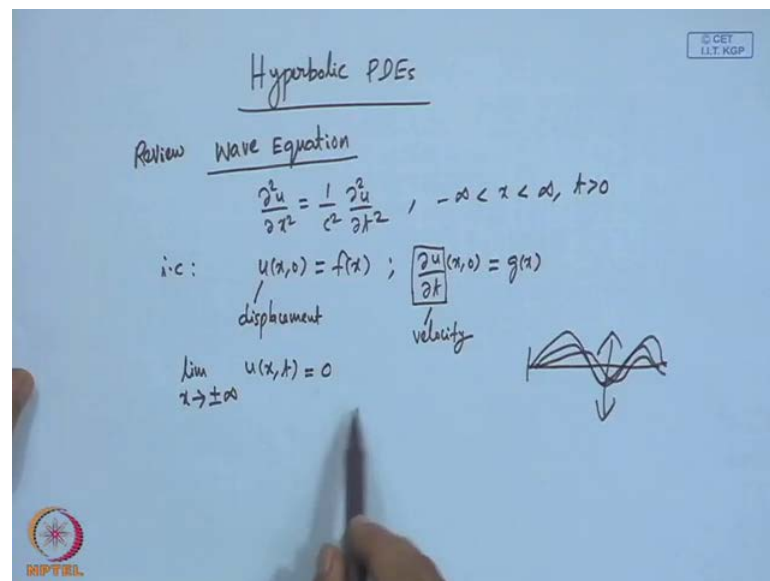 © CET
I.I.T. KGP
Hyperbolic PDEs
Review Wave Equation
∂²u/∂x² = 1/c² ∂²u/∂t² , -∞ < x < ∞, t>0
i.c : u(x,0) = f(x) ; ∂u/∂t (x,0) = g(x)
displacement velocity
lim x→±∞ u(x,t) = 0
NPTEL